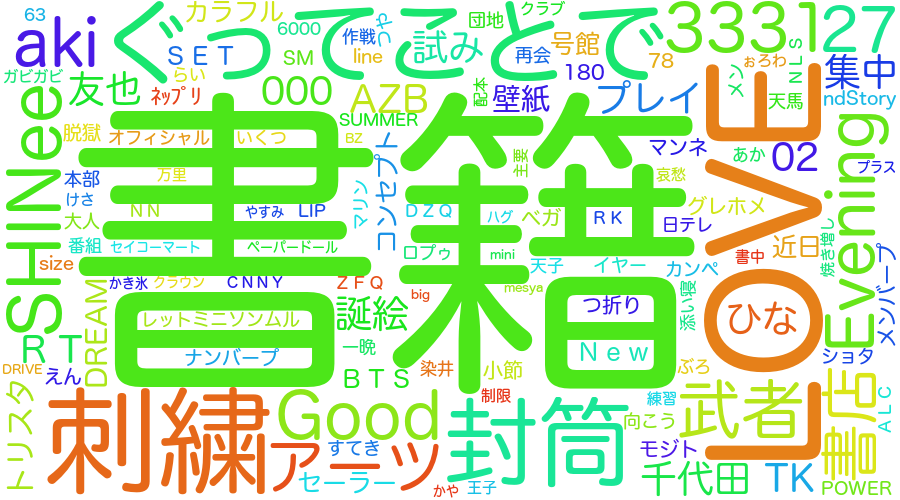 63
aki
ガビガビ
SHINee
友也
ﾈｯﾌﾟﾘ
脱獄
オフィシャル
いくつ
本部
けさ
大人
番組
size
DREAM
ＲＴ
DRIVE
えん
トリスタ
カラフル
ＳＥＴ
らい
ぐってことで
000
6000
SM
作戦
つや
line
試み
団地
クラブ
再会
号館
配本
AZB
SUMMER
BZ
壁紙
180
78
3331
27
ぉろわ
メン
ＮＬＳ
集中
ndStory
天馬
プレイ
マンネ
あか
02
プラス
書籍
万里
ＮＮ
やすみ
LIP
セイコーマート
ペーパードール
かき氷
クラウン
ＣＮＮＹ
ＺＦＱ
マリン
コンセプト
ＤＺＱ
ハグ
ベガ
主要
ＲＫ
哀愁
グレホメ
日テレ
ロプゥ
mini
天子
イヤー
カンペ
big
mesya
つ折り
添い寝
LOVE
書中
近日
焼き増し
Evening
メンバープ
ひな
レットミニソンムル
誕絵
ナンバープ
一晩
ＢＴＳ
染井
小節
Ｎｅｗ
ぶろ
ショタ
制限
練習
刺繍
アーツ
Good
すてき
セーラー
かや
王子
封筒
向こう
武者
モジト
千代田
TK
書店
ＡＬＣ
POWER